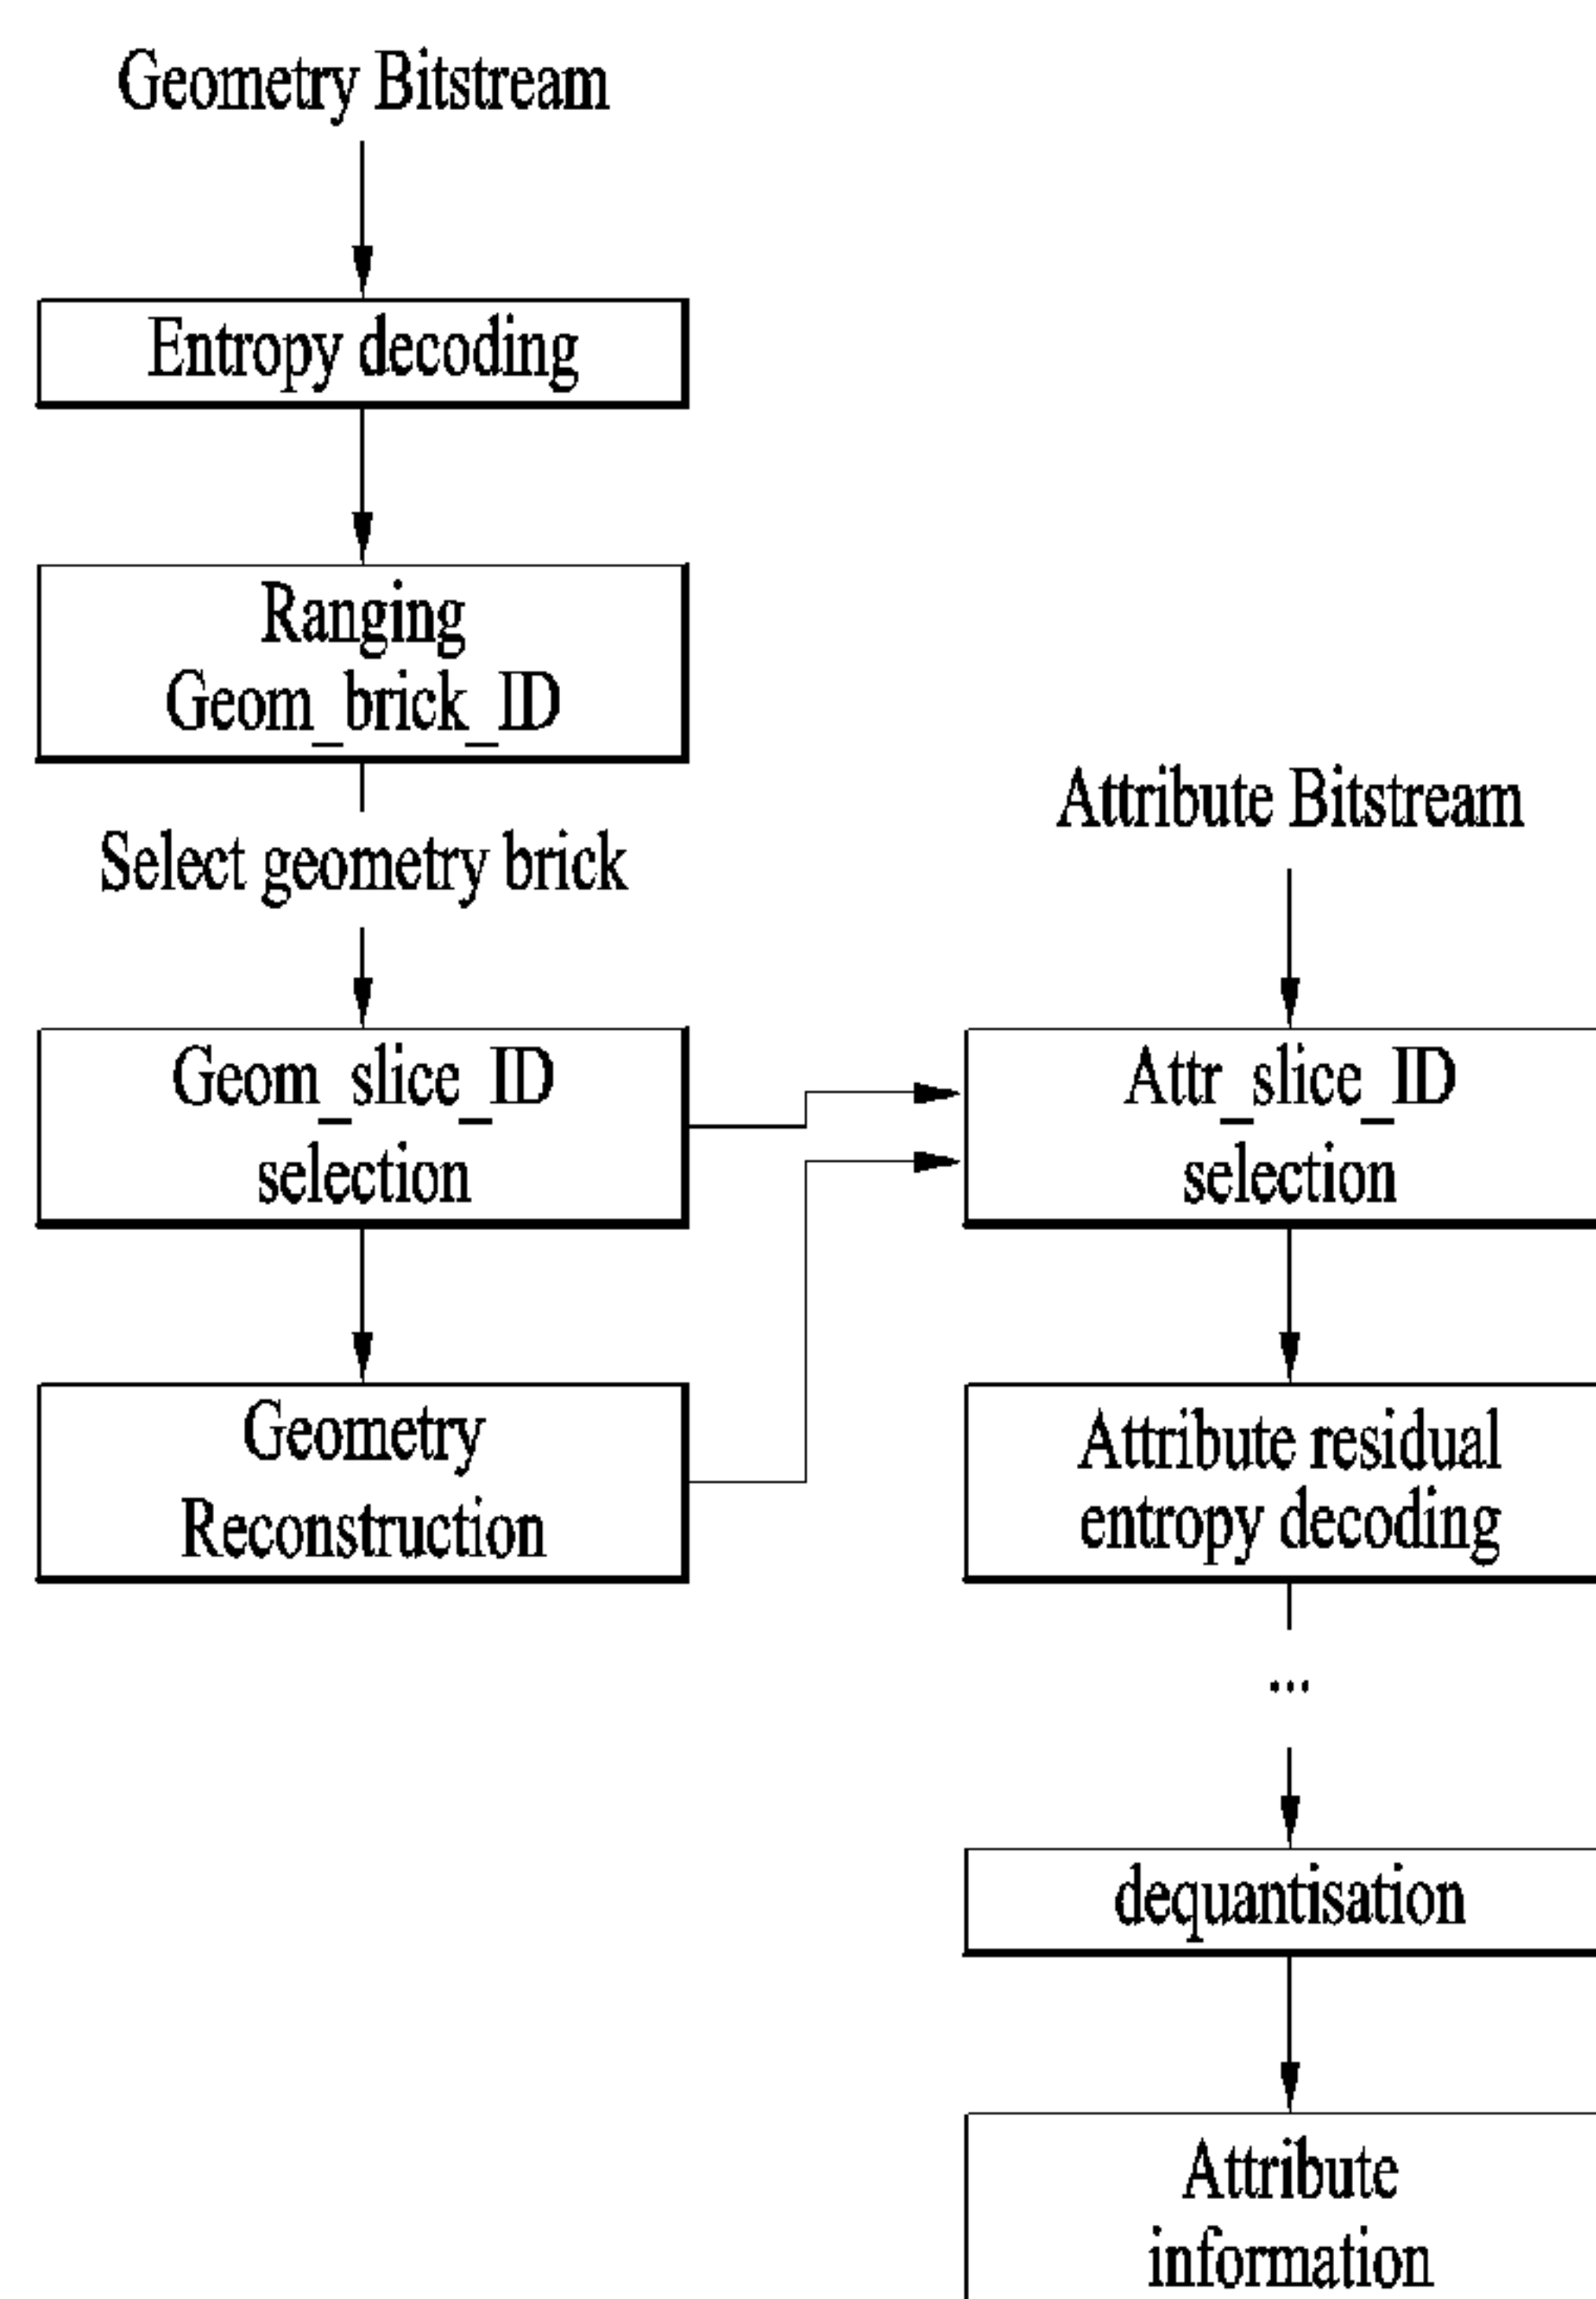 Geometry Bitstream
Entropy decoding
Ranging
Geom_brick_ID
Select geometry brick
Geom_slice_ID
selection
Geometry
Reconstruction
Attribute Bitstream
Attr_slice_ID
selection
Attribute residual
entropy decoding
...
dequantisation
Attribute
information